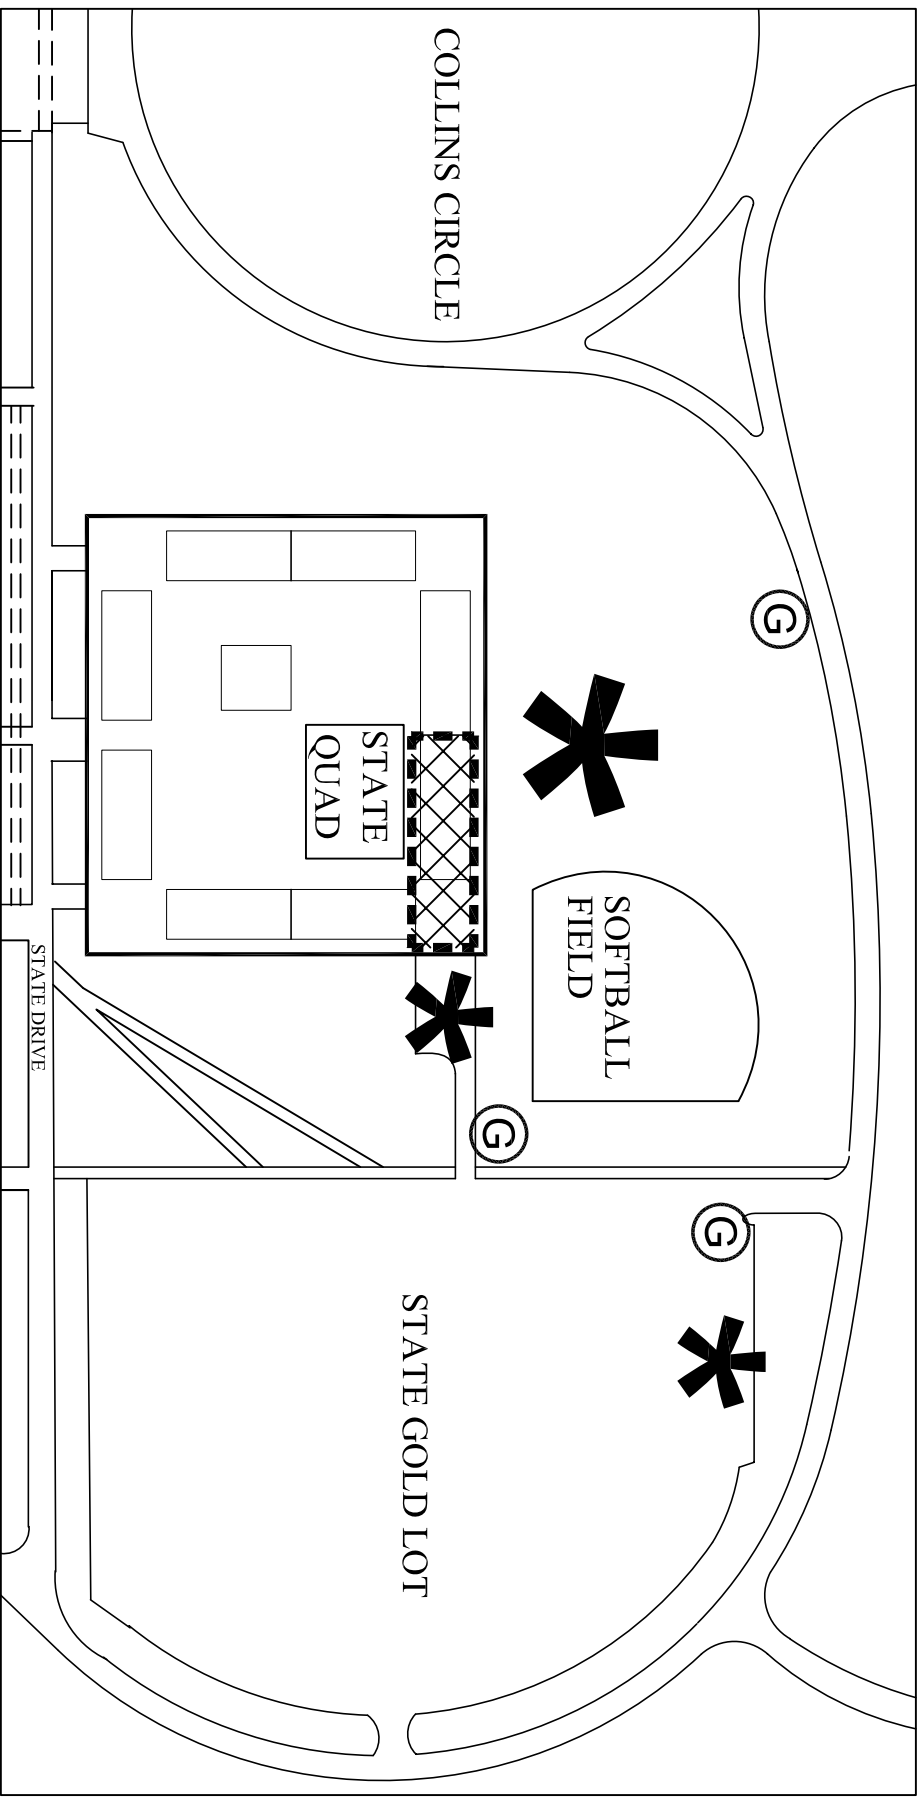 COLLINS CIRCLE
G
STATE
QUAD
SOFTBALL
FIELD
STATE DRIVE
G
G
STATE GOLD LOT